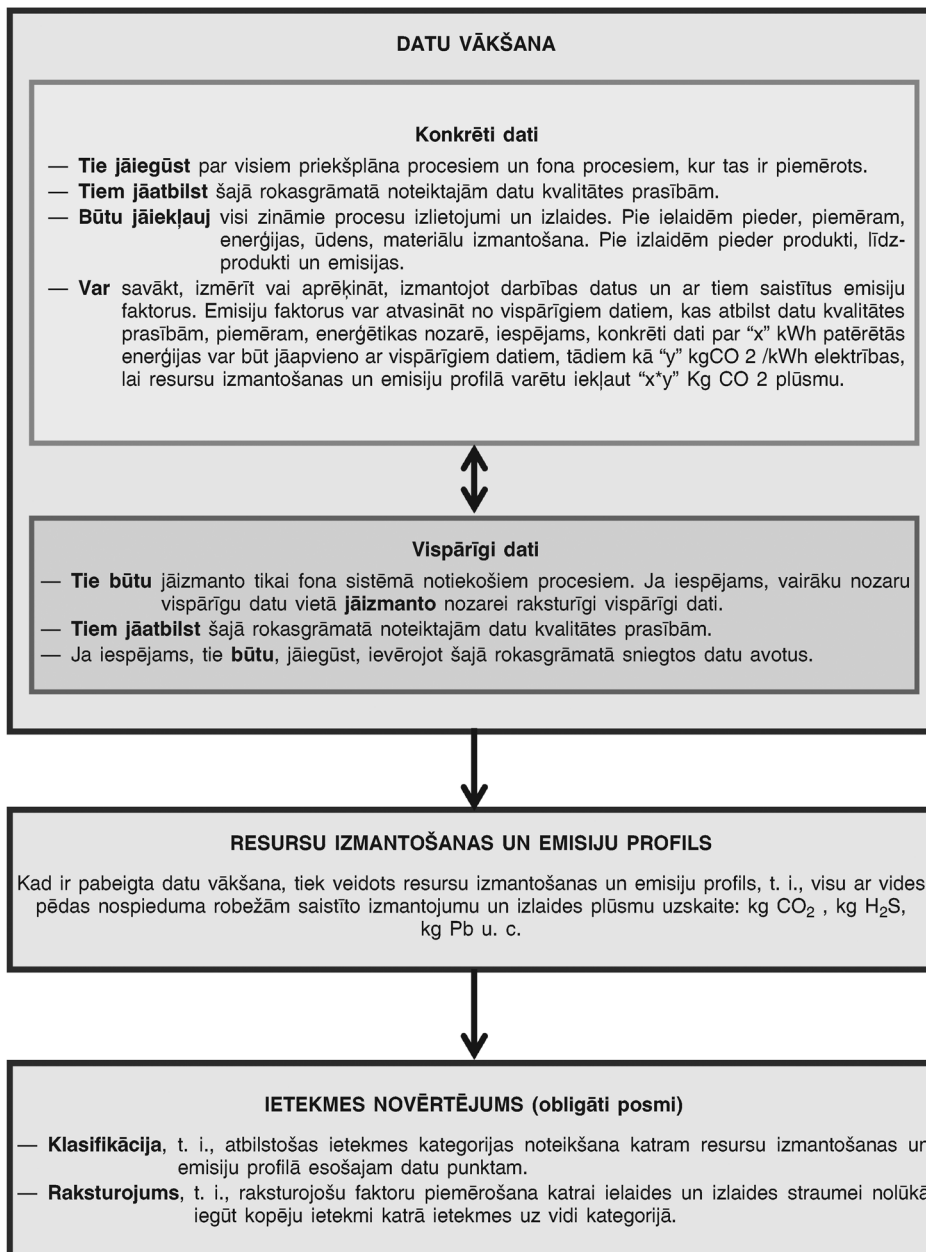 DATU VĀKŠANA
Konkrēti dati
— Tie jāiegūst par visiem priekšplāna procesiem un fona procesiem, kur tas ir piemērots.
— Tiem jāatbilst šajā rokasgrāmatā noteiktajām datu kvalitātes prasībām.
— Būtu jāiekļauj visi zināmie procesu izlietojumi un izlaides. Pie ielaidēm pieder, piemēram,
enerģijas, ūdens, materiālu izmantošana. Pie izlaidēm pieder produkti, līdz-
produkti un emisijas.
— Var savākt, izmērīt vai aprēķināt, izmantojot darbības datus un ar tiem saistītus emisiju
faktorus. Emisiju faktorus var atvasināt no vispārīgiem datiem, kas atbilst datu kvalitātes
prasībām, piemēram, enerģētikas nozarē, iespējams, konkrēti dati par “x” kWh patērētās
enerģijas var būt jāapvieno ar vispārīgiem datiem, tādiem kā “y” kgCO 2 /kWh elektrības,
lai resursu izmantošanas un emisiju profilā varētu iekļaut “x*y” Kg CO 2 plūsmu.
Vispārīgi dati
— Tie būtu jāizmanto tikai fona sistēmā notiekošiem procesiem. Ja iespējams, vairāku nozaru
vispārīgu datu vietā jāizmanto nozarei raksturīgi vispārīgi dati.
— Tiem jāatbilst šajā rokasgrāmatā noteiktajām datu kvalitātes prasībām.
— Ja iespējams, tie būtu, jāiegūst, ievērojot šajā rokasgrāmatā sniegtos datu avotus.
RESURSU IZMANTOŠANAS UN EMISIJU PROFILS
Kad ir pabeigta datu vākšana, tiek veidots resursu izmantošanas un emisiju profils, t. i., visu ar vides
pēdas nospieduma robežām saistīto izmantojumu un izlaides plūsmu uzskaite: kg CO₂ , kg H₂S,
kg Pb u. c.
IETEKMES NOVĒRTĒJUMS (obligāti posmi)
— Klasifikācija, t. i., atbilstošas ietekmes kategorijas noteikšana katram resursu izmantošanas un
emisiju profilā esošajam datu punktam.
— Raksturojums, t. i., raksturojošu faktoru piemērošana katrai ielaides un izlaides straumei nolūkā
iegūt kopēju ietekmi katrā ietekmes uz vidi kategorijā.